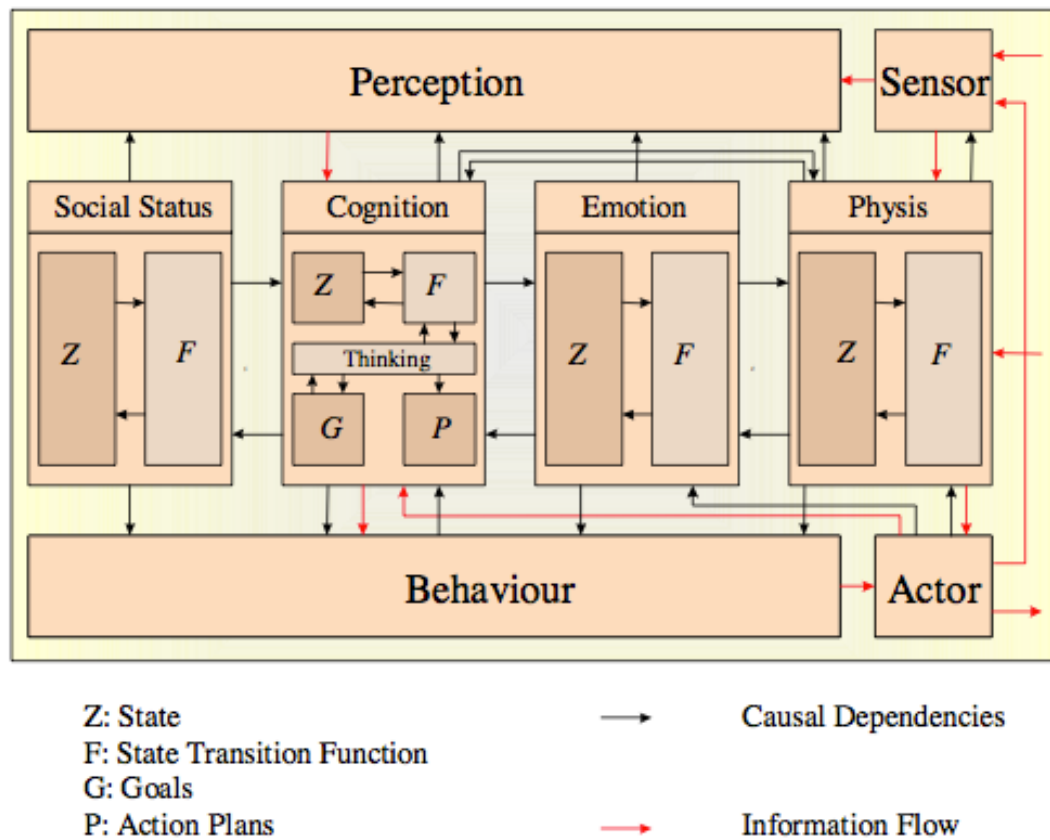 Perception
Sensor
Social Status
Cognition
Emotion
Physis
Z
F
Z
F
Thinking
G
P
Z
F
Z
F
Behaviour
Actor
Z: State
Causal Dependencies
F: State Transition Function
G: Goals
P: Action Plans
Information Flow